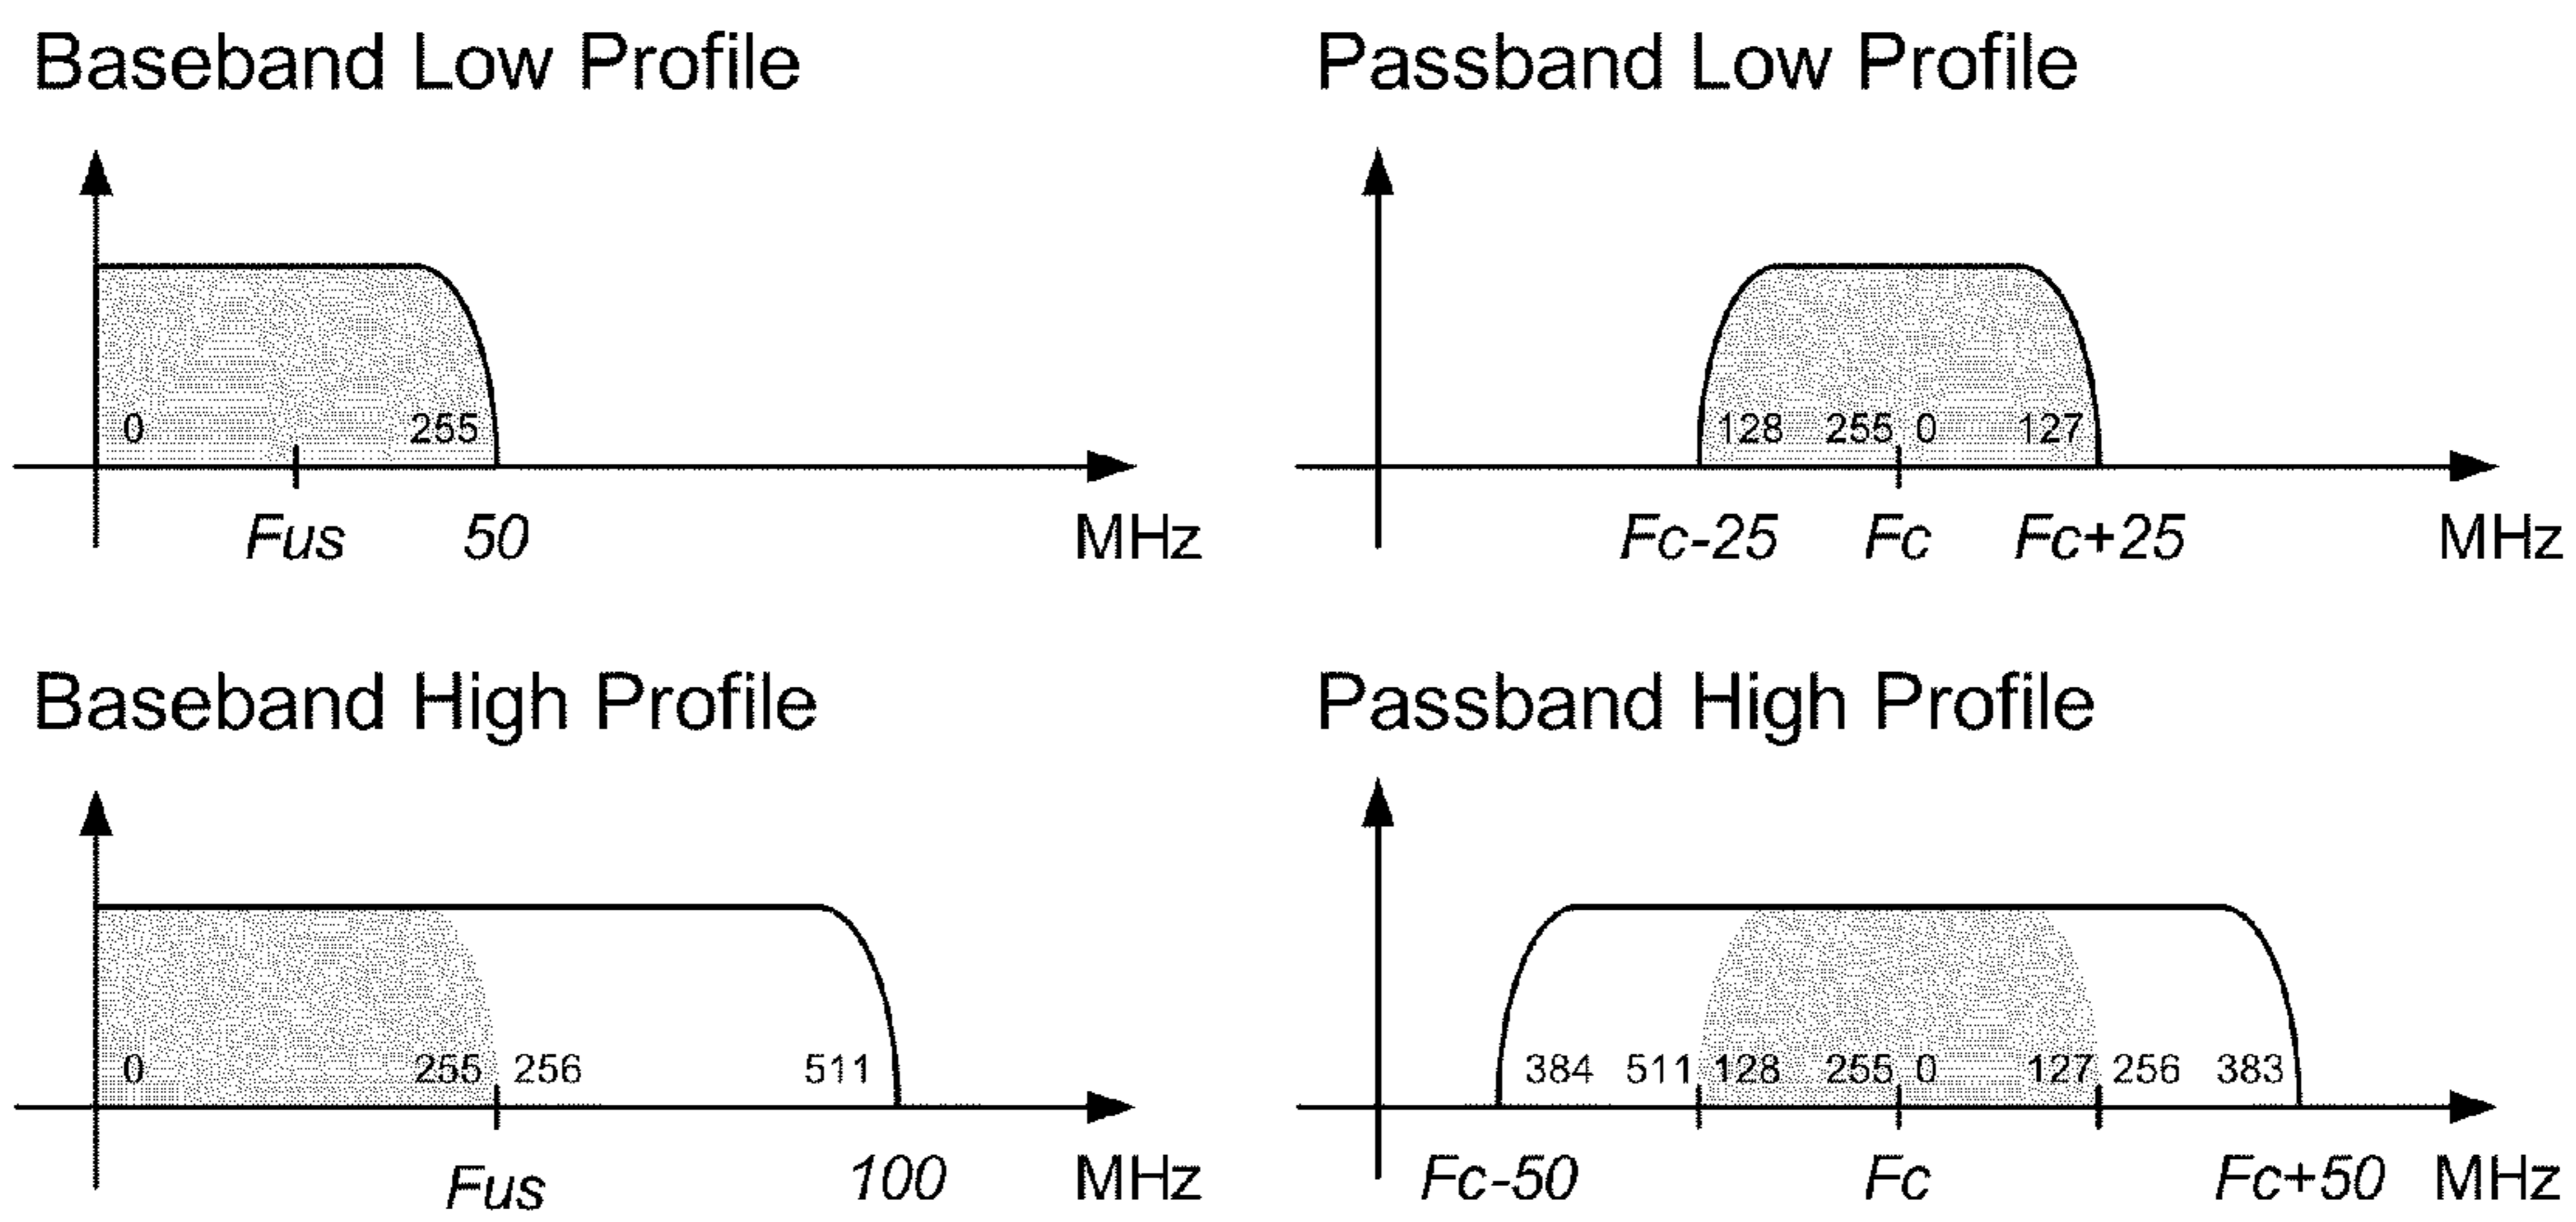 Baseband Low Profile
0 255
Fus 50 MHz
Passband Low Profile
128 255 0 127
Fc-25 Fc Fc+25 MHz
Baseband High Profile
0 255 256 511
Fus 100 MHz
Passband High Profile
384 511 128 255 0 127 256 383
Fc-50 Fc Fc+50 MHz